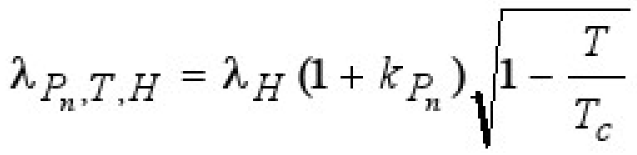 λ_{P_n,T,H} = λ_H (1 + k_{P_n}) √(1 − T/T_c)